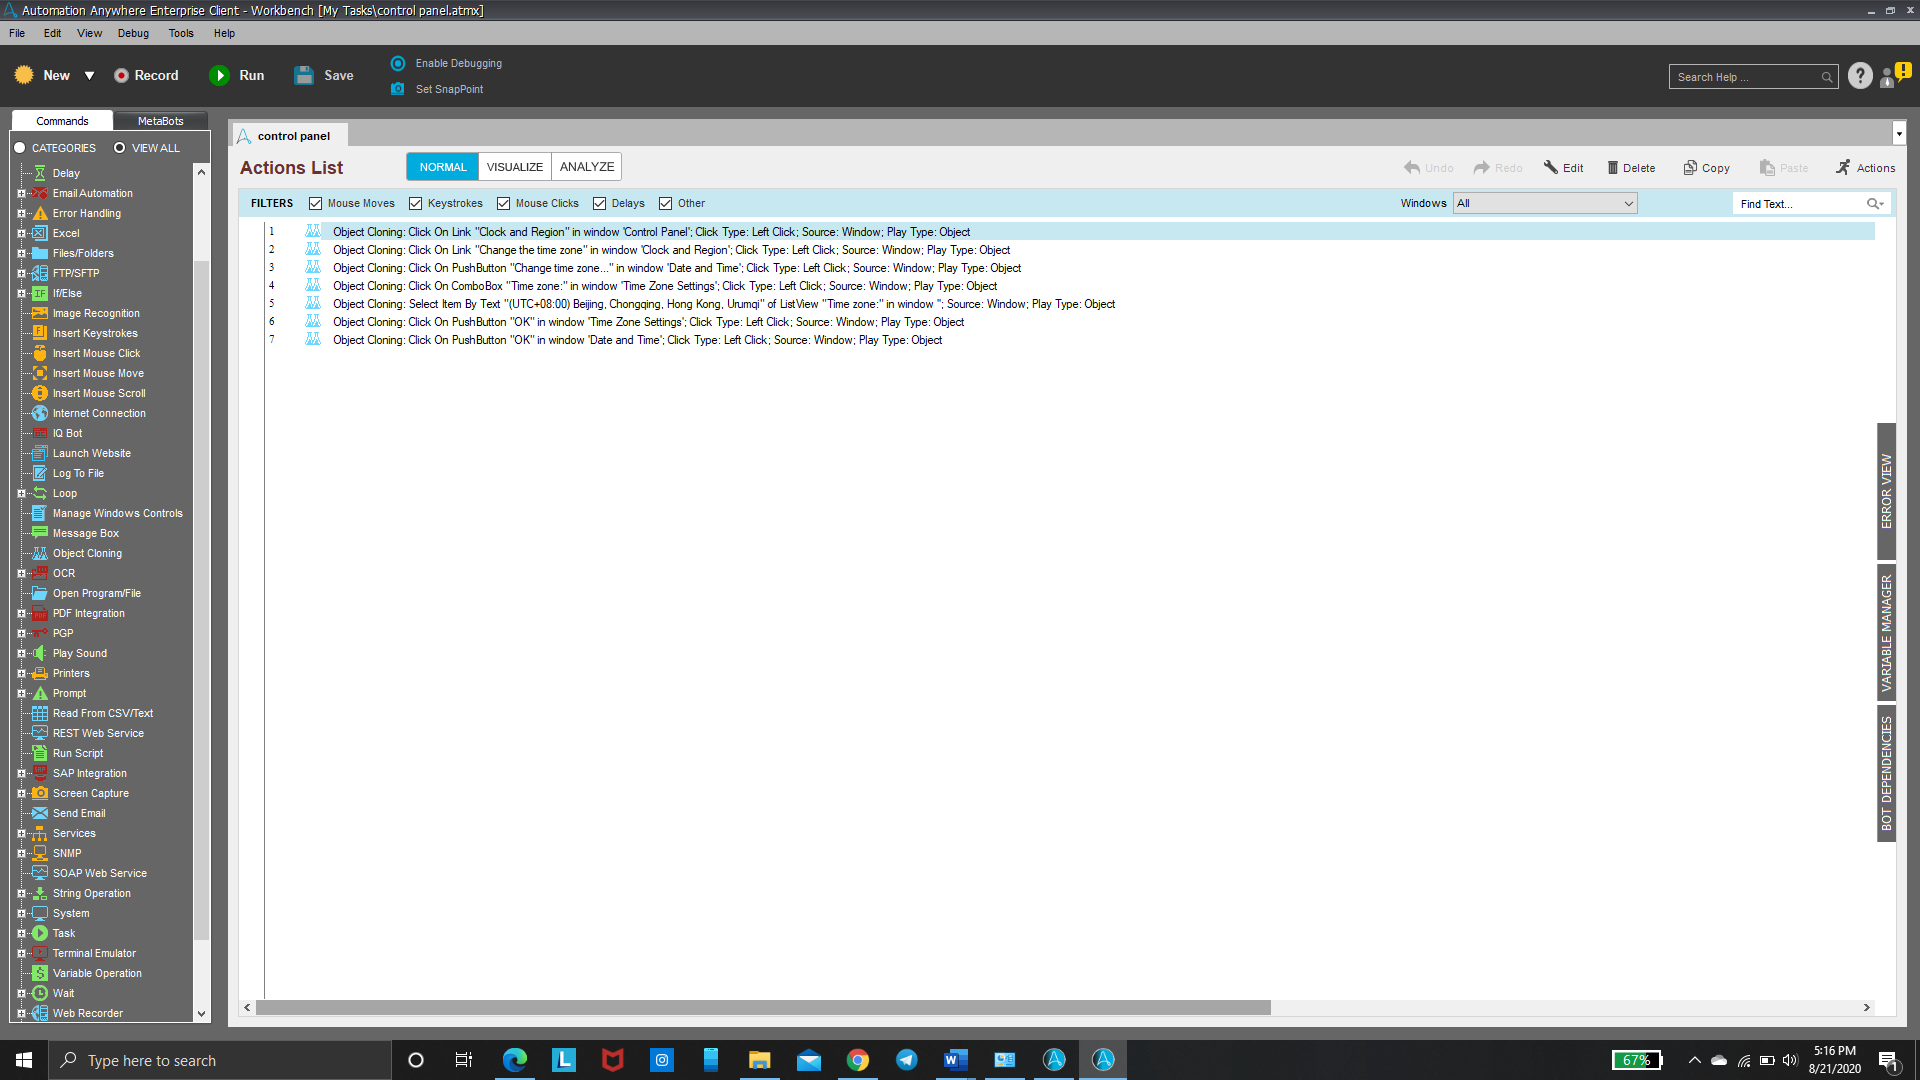 Automation Anywhere Enterprise Client - Workbench [My Tasks\control panel.atmx]
File Edit View Debug Tools Help
New Record Run Save
Enable Debugging
Set SnapPoint
Search Help ...
Commands MetaBots
CATEGORIES VIEW ALL
Delay
Email Automation
Error Handling
Excel
Files/Folders
FTP/SFTP
If/Else
Image Recognition
Insert Keystrokes
Insert Mouse Click
Insert Mouse Move
Insert Mouse Scroll
Internet Connection
IQ Bot
Launch Website
Log To File
Loop
Manage Windows Controls
Message Box
Object Cloning
OCR
Open Program/File
PDF Integration
PGP
Play Sound
Printers
Prompt
Read From CSV/Text
REST Web Service
Run Script
SAP Integration
Screen Capture
Send Email
Services
SNMP
SOAP Web Service
String Operation
System
Task
Terminal Emulator
Variable Operation
Wait
Web Recorder
control panel
Actions List NORMAL VISUALIZE ANALYZE Undo Redo Edit Delete Copy Paste Actions
FILTERS Mouse Moves Keystrokes Mouse Clicks Delays Other Windows All Find Text...
1 Object Cloning: Click On Link "Clock and Region" in window 'Control Panel'; Click Type: Left Click; Source: Window; Play Type: Object
2 Object Cloning: Click On Link "Change the time zone" in window 'Clock and Region'; Click Type: Left Click; Source: Window; Play Type: Object
3 Object Cloning: Click On PushButton "Change time zone..." in window 'Date and Time'; Click Type: Left Click; Source: Window; Play Type: Object
4 Object Cloning: Click On ComboBox "Time zone:" in window 'Time Zone Settings'; Click Type: Left Click; Source: Window; Play Type: Object
5 Object Cloning: Select Item By Text "(UTC+08:00) Beijing, Chongqing, Hong Kong, Urumqi" of ListView "Time zone:" in window ''; Source: Window; Play Type: Object
6 Object Cloning: Click On PushButton "OK" in window 'Time Zone Settings'; Click Type: Left Click; Source: Window; Play Type: Object
7 Object Cloning: Click On PushButton "OK" in window 'Date and Time'; Click Type: Left Click; Source: Window; Play Type: Object
ERROR VIEW
VARIABLE MANAGER
BOT DEPENDENCIES
Type here to search
67%
5:16 PM
8/21/2020
1